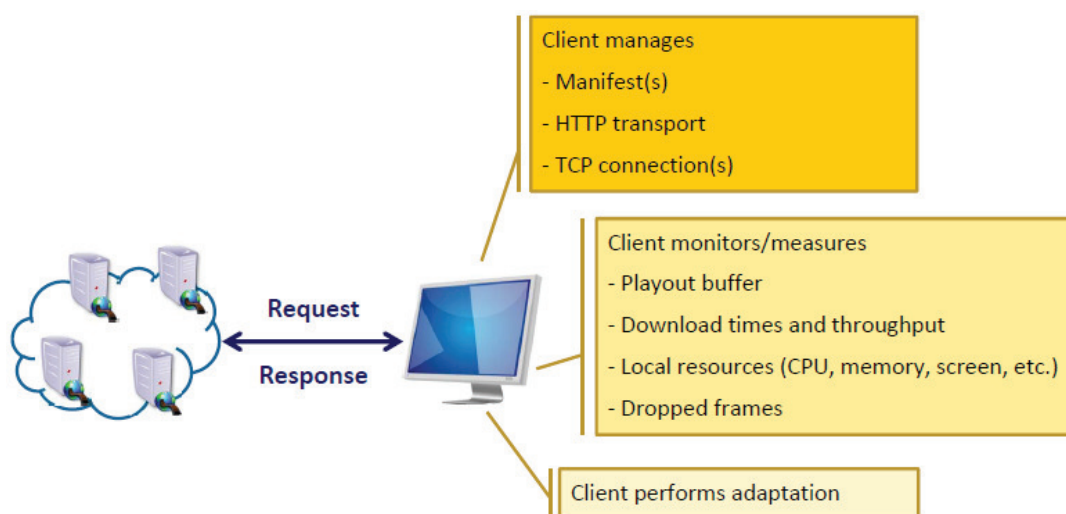 Client manages
- Manifest(s)
- HTTP transport
- TCP connection(s)
Request
Response
Client monitors/measures
- Playout buffer
- Download times and throughput
- Local resources (CPU, memory, screen, etc.)
- Dropped frames
Client performs adaptation